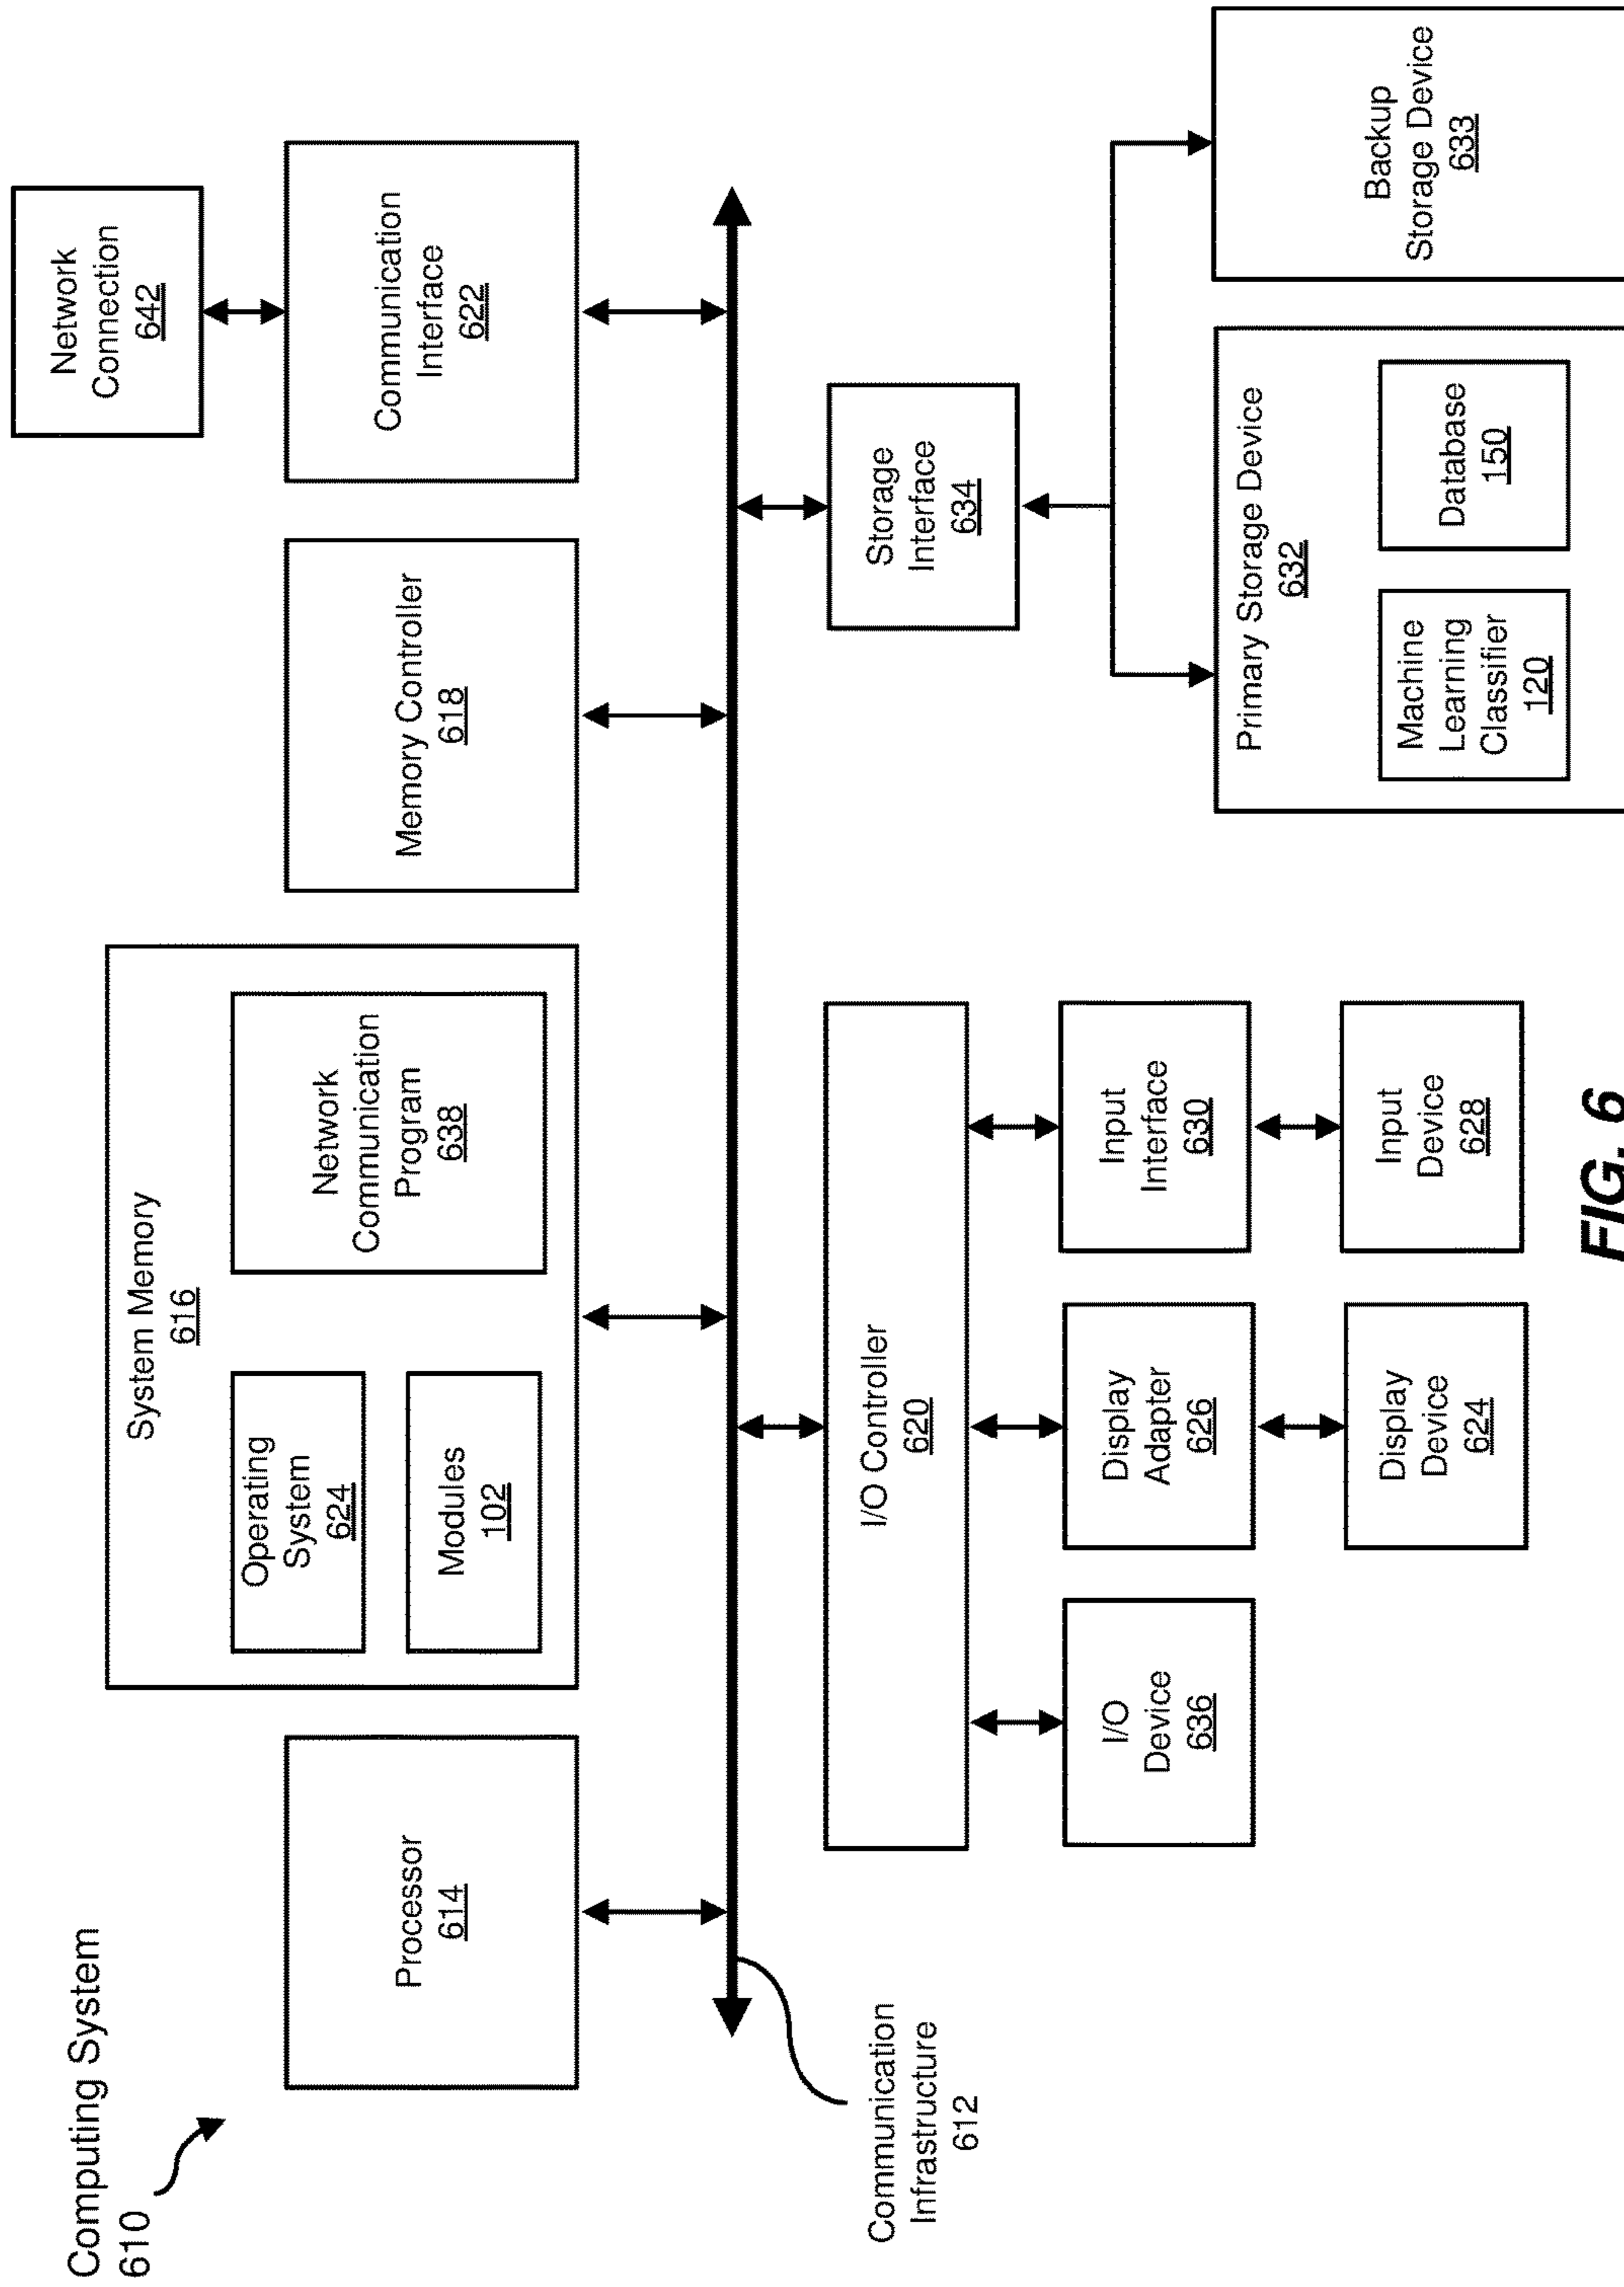 Computing System
610
Processor
614
System Memory
616
Operating
System
624
Modules
102
Network
Communication
Program
638
Memory Controller
618
Communication
Interface
622
Network
Connection
642
Communication
Infrastructure
612
I/O Controller
620
I/O
Device
636
Display
Adapter
626
Display
Device
624
Input
Interface
630
Input
Device
628
Storage
Interface
634
Primary Storage Device
632
Machine
Learning
Classifier
120
Database
150
Backup
Storage Device
633
FIG. 6